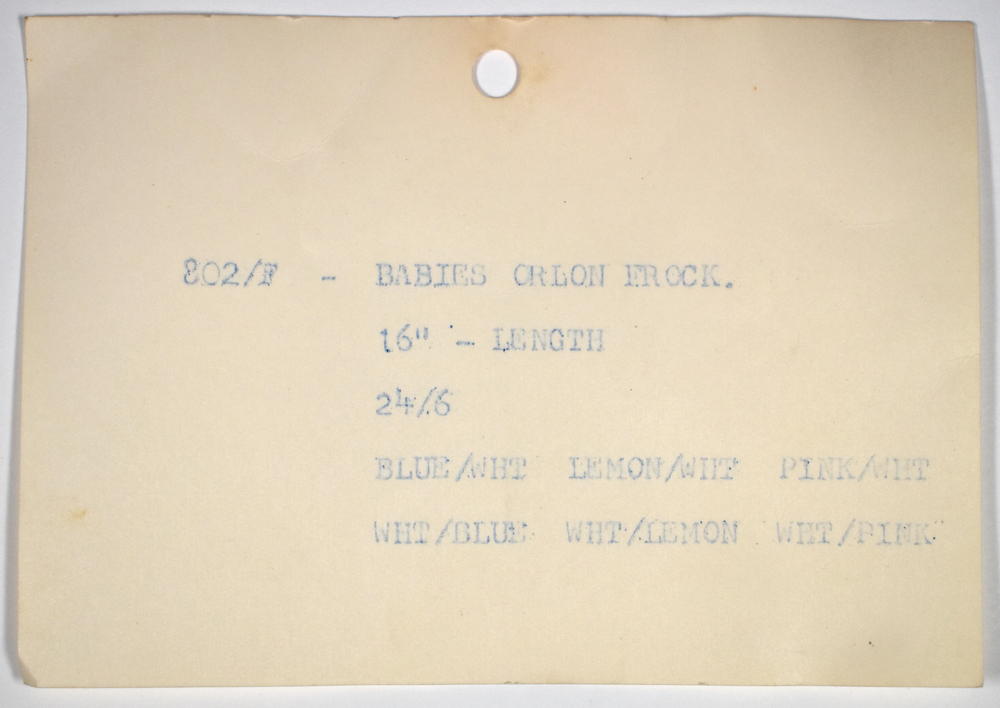 802/F - BABIES ORLON FROCK.
16" - LENGTH
24/6
BLUE/WHT LEMON/WHT PINK/WHT
WHT/BLUE WHT/LEMON WHT/PINK